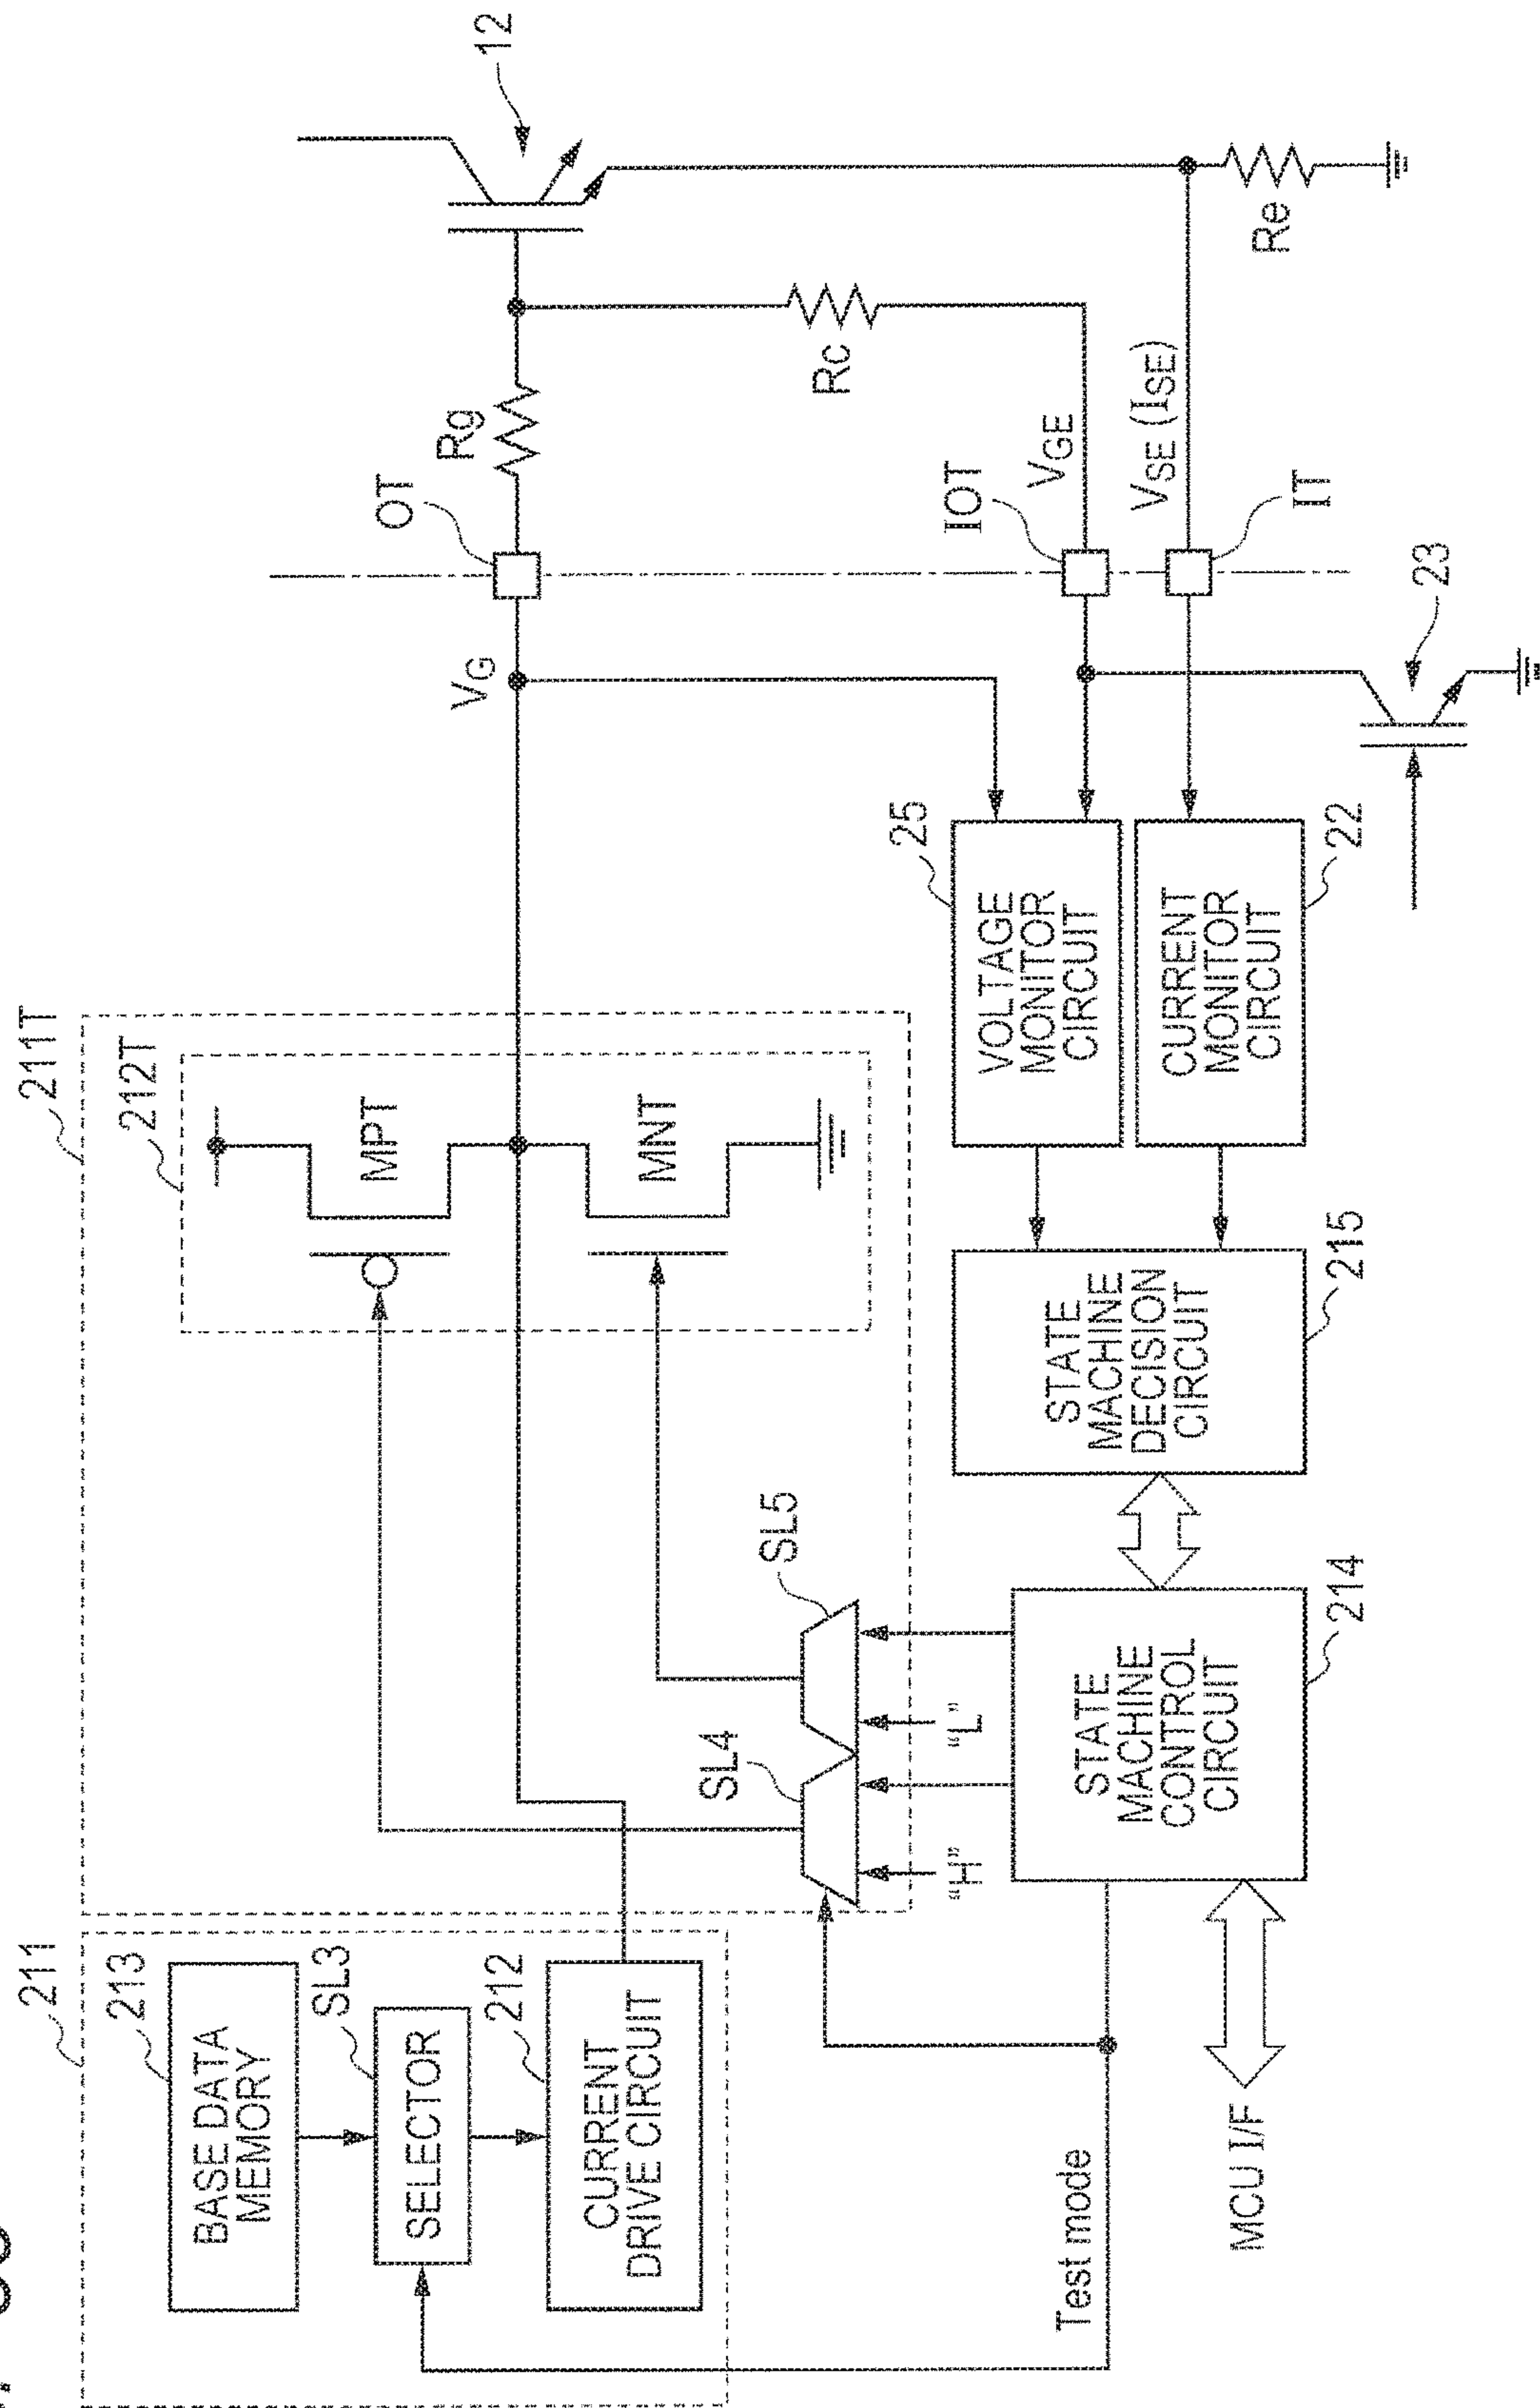 211
213
BASE DATA
MEMORY
SL3
SELECTOR
212
CURRENT
DRIVE CIRCUIT
Test mode
MCU I/F
211T
212T
MPT
MNT
SL4
SL5
"H"
"L"
STATE
MACHINE
CONTROL
CIRCUIT
214
STATE
MACHINE
DECISION
CIRCUIT
215
25
VOLTAGE
MONITOR
CIRCUIT
CURRENT
MONITOR
CIRCUIT
22
VG
OT
Rg
IOT
VGE
VSE (ISE)
IT
23
Rc
Re
12